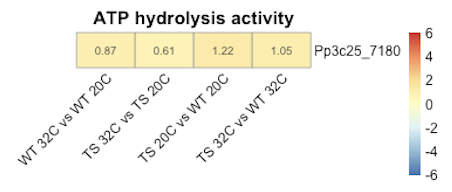 ATP hydrolysis activity
0.87 0.61 1.22 1.05 Pp3c25_7180
WT 32C vs WT 20C
TS 32C vs TS 20C
TS 20C vs WT 20C
TS 32C vs WT 32C
6
4
2
0
-2
-4
-6